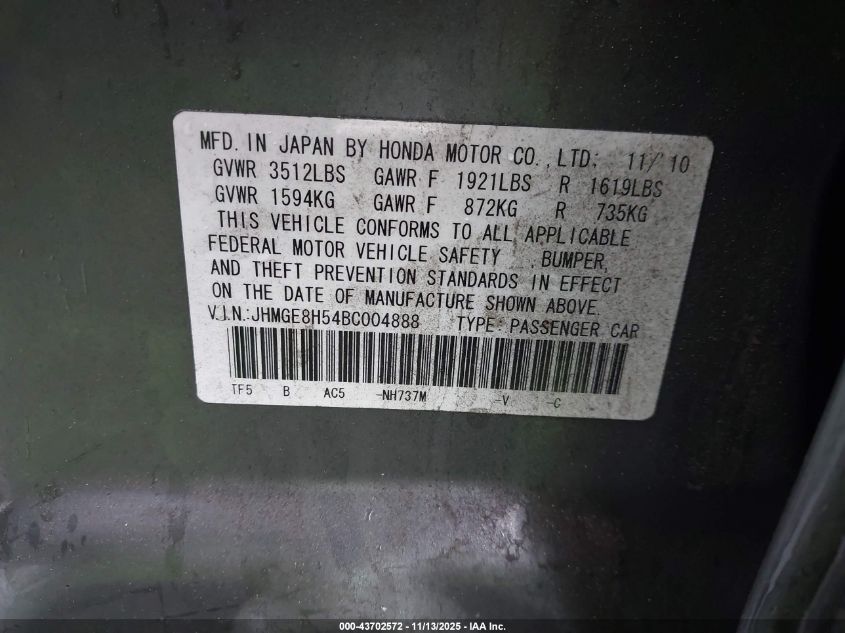 MFD. IN JAPAN BY HONDA MOTOR CO., LTD. 11/10
GVWR 3512LBS GAWR F 1921LBS R 1619LBS
GVWR 1594KG GAWR F 872KG R 735KG
THIS VEHICLE CONFORMS TO ALL APPLICABLE
FEDERAL MOTOR VEHICLE SAFETY , BUMPER,
AND THEFT PREVENTION STANDARDS IN EFFECT
ON THE DATE OF MANUFACTURE SHOWN ABOVE.
V.I.N.:JHMGE8H54BC004888 TYPE: PASSENGER CAR
TF5 B AC5 -NH737M -V -C
000-43702572 - 11/13/2025 - IAA Inc.